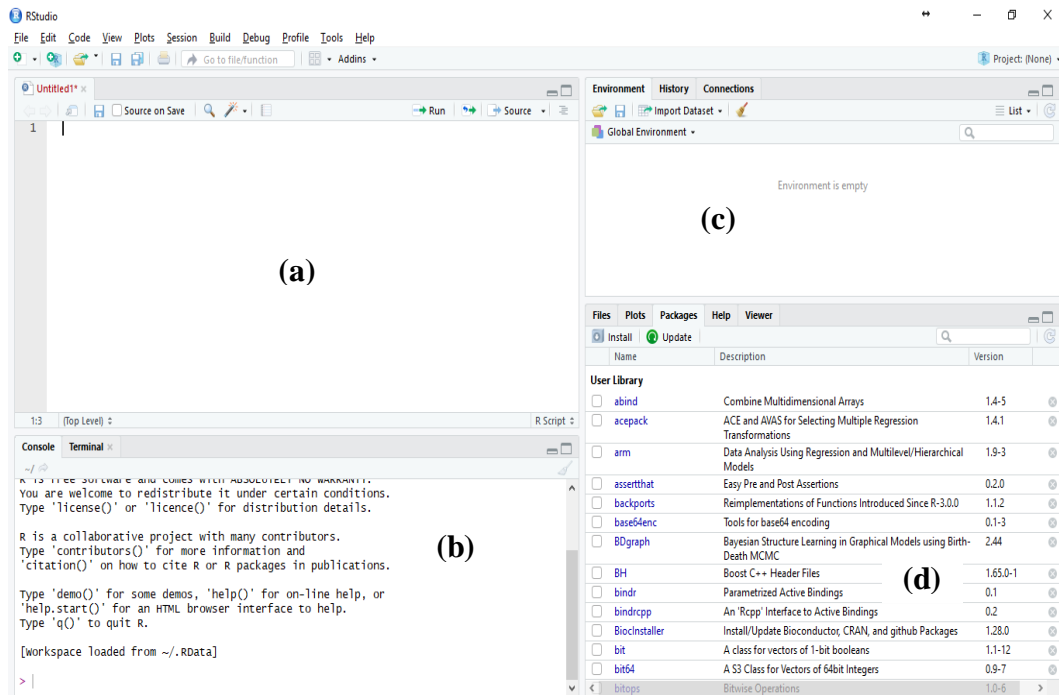 RStudio
File Edit Code View Plots Session Build Debug Profile Tools Help
Go to file/function Addins Project: (None)
Untitled1*
Source on Save Run Source
1
(a)
1:3 (Top Level) R Script
Console Terminal
~/
R is free software and comes with ABSOLUTELY NO WARRANTY.
You are welcome to redistribute it under certain conditions.
Type 'license()' or 'licence()' for distribution details.
R is a collaborative project with many contributors.
Type 'contributors()' for more information and
'citation()' on how to cite R or R packages in publications.
Type 'demo()' for some demos, 'help()' for on-line help, or
'help.start()' for an HTML browser interface to help.
Type 'q()' to quit R.
[Workspace loaded from ~/.RData]
>
(b)
Environment History Connections
Import Dataset List
Global Environment
Environment is empty
(c)
Files Plots Packages Help Viewer
Install Update
Name Description Version
User Library
abind Combine Multidimensional Arrays 1.4-5
acepack ACE and AVAS for Selecting Multiple Regression 1.4.1
Transformations
arm Data Analysis Using Regression and Multilevel/Hierarchical 1.9-3
Models
assertthat Easy Pre and Post Assertions 0.2.0
backports Reimplementations of Functions Introduced Since R-3.0.0 1.1.2
base64enc Tools for base64 encoding 0.1-3
BDgraph Bayesian Structure Learning in Graphical Models using Birth- 2.44
Death MCMC
BH Boost C++ Header Files 1.65.0-1
bindr Parametrized Active Bindings 0.1
bindrcpp An 'Rcpp' Interface to Active Bindings 0.2
BiocInstaller Install/Update Bioconductor, CRAN, and github Packages 1.28.0
bit A class for vectors of 1-bit booleans 1.1-12
bit64 A S3 Class for Vectors of 64bit Integers 0.9-7
bitops Bitwise Operations 1.0-6
(d)